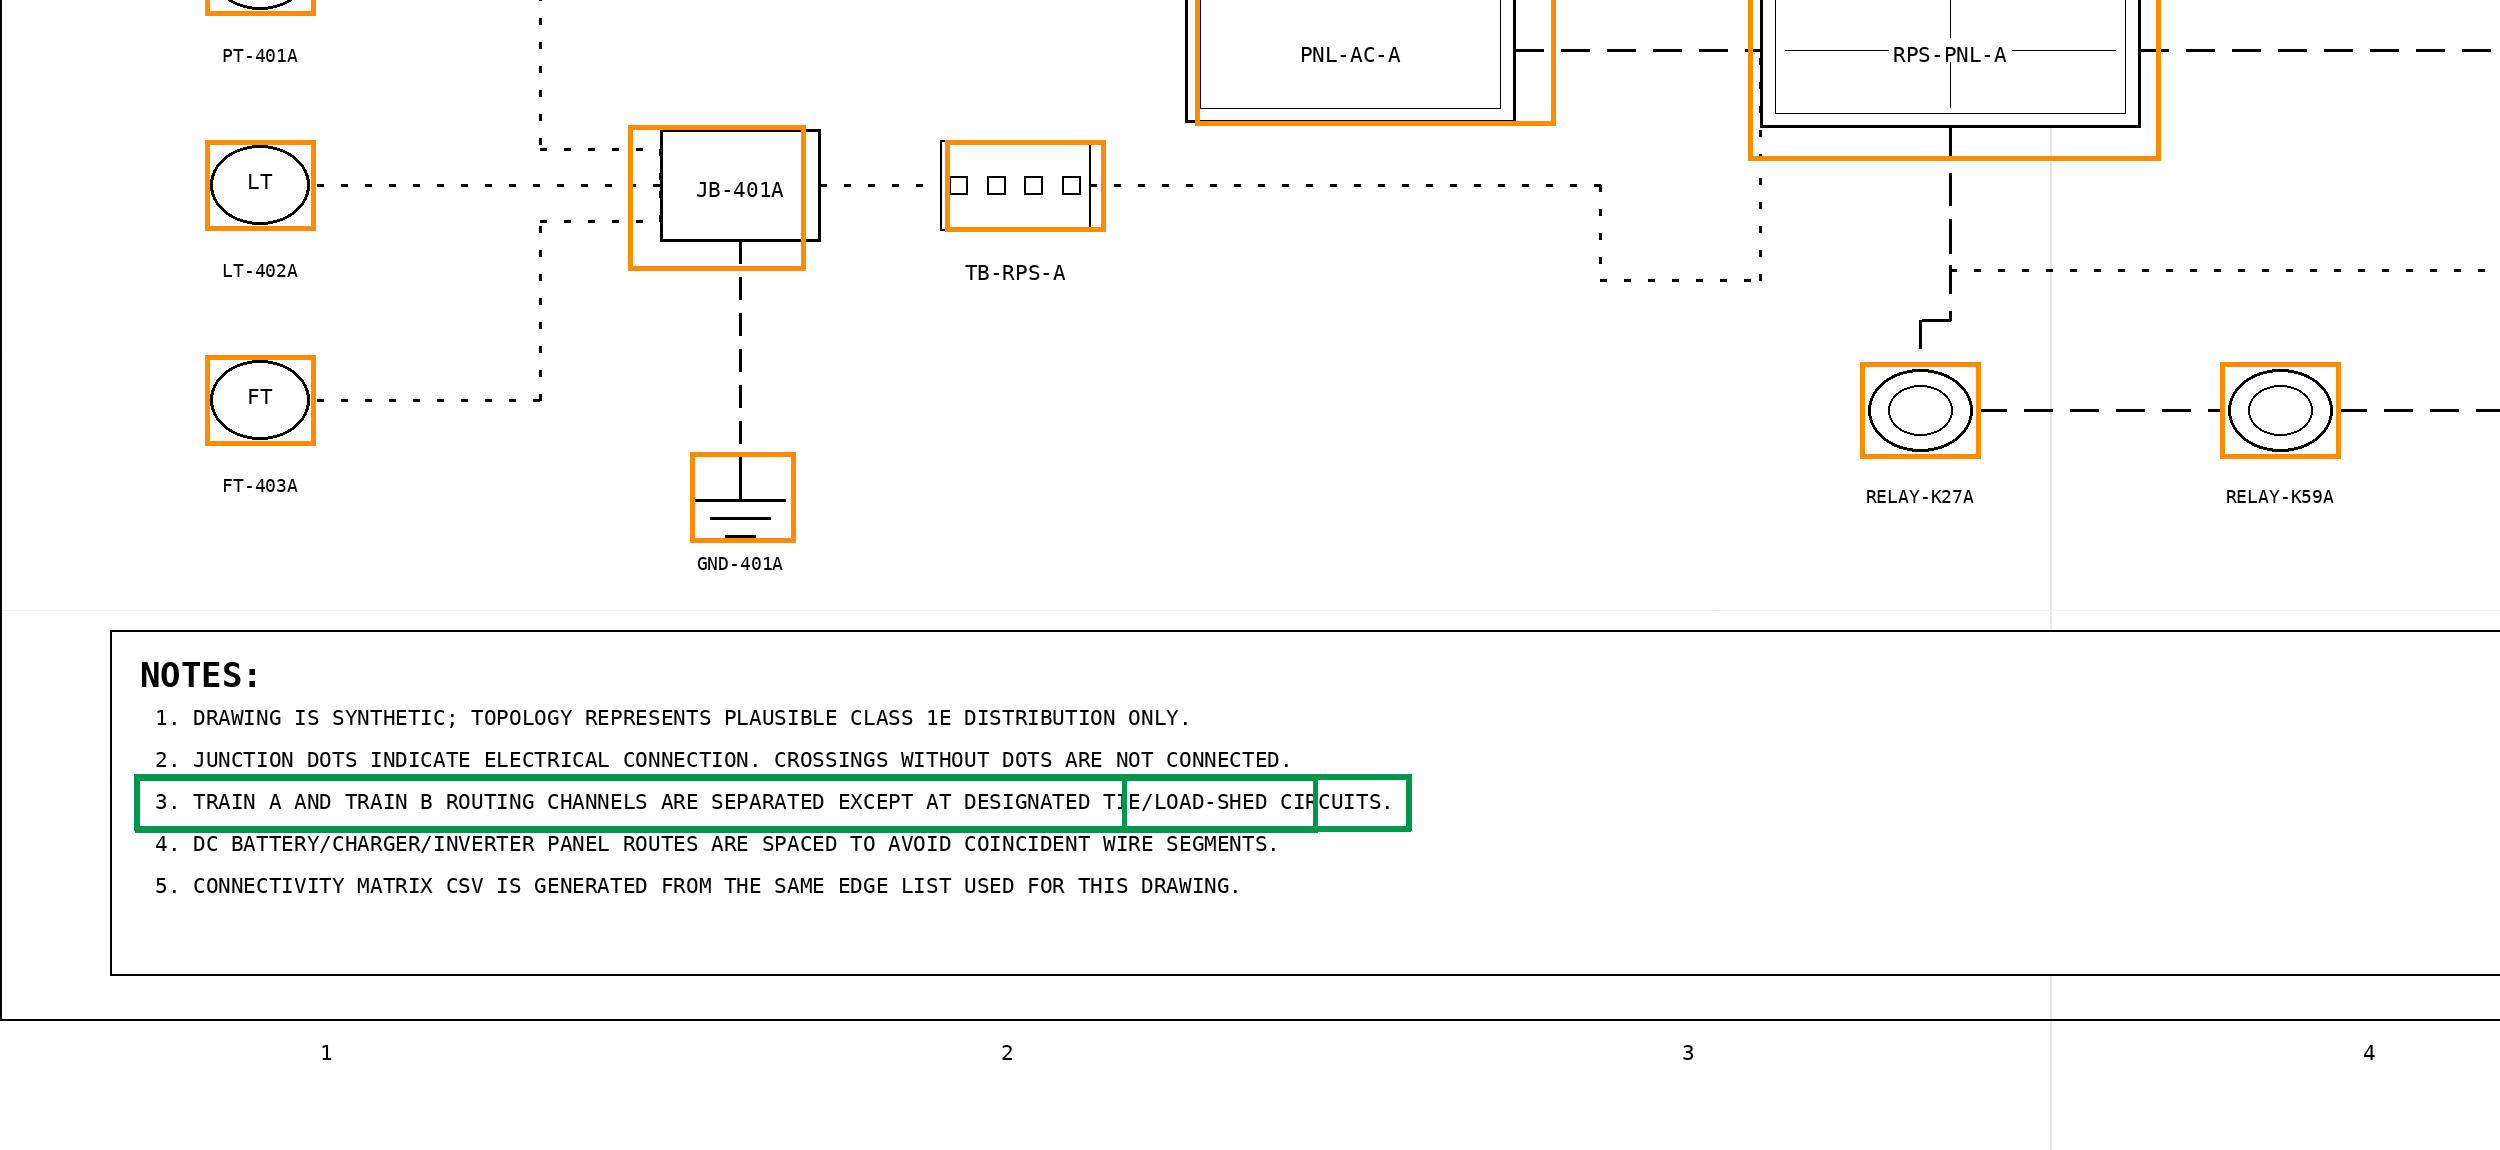 PT-401A
PNL-AC-A
RPS-PNL-A
LT
JB-401A
LT-402A
TB-RPS-A
FT
FT-403A
RELAY-K27A
RELAY-K59A
GND-401A
NOTES:
1. DRAWING IS SYNTHETIC; TOPOLOGY REPRESENTS PLAUSIBLE CLASS 1E DISTRIBUTION ONLY.
2. JUNCTION DOTS INDICATE ELECTRICAL CONNECTION. CROSSINGS WITHOUT DOTS ARE NOT CONNECTED.
3. TRAIN A AND TRAIN B ROUTING CHANNELS ARE SEPARATED EXCEPT AT DESIGNATED TIE/LOAD-SHED CIRCUITS.
4. DC BATTERY/CHARGER/INVERTER PANEL ROUTES ARE SPACED TO AVOID COINCIDENT WIRE SEGMENTS.
5. CONNECTIVITY MATRIX CSV IS GENERATED FROM THE SAME EDGE LIST USED FOR THIS DRAWING.
1 2 3 4